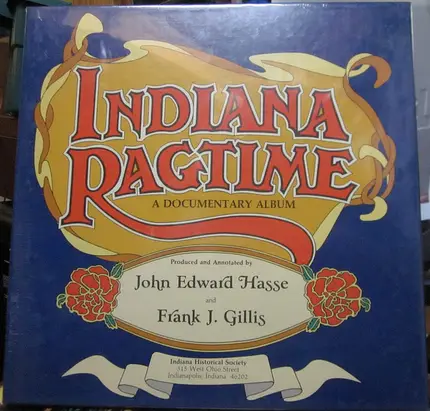 INDIANA
RAGTIME
A DOCUMENTARY ALBUM
Produced and Annotated by
John Edward Hasse
and
Frank J. Gillis
Indiana Historical Society
315 West Ohio Street
Indianapolis, Indiana 46202